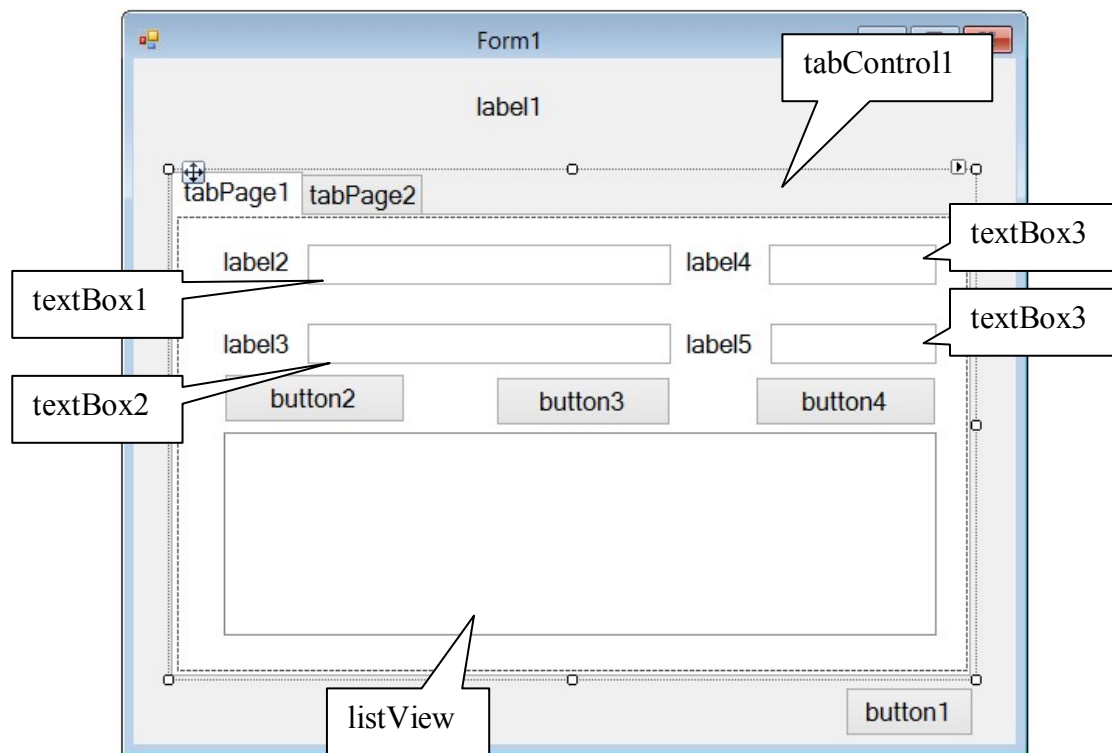 Form1
tabControl1
label1
tabPage1 tabPage2
textBox3
label2 label4
textBox1
textBox3
label3 label5
textBox2
button2 button3 button4
listView
button1